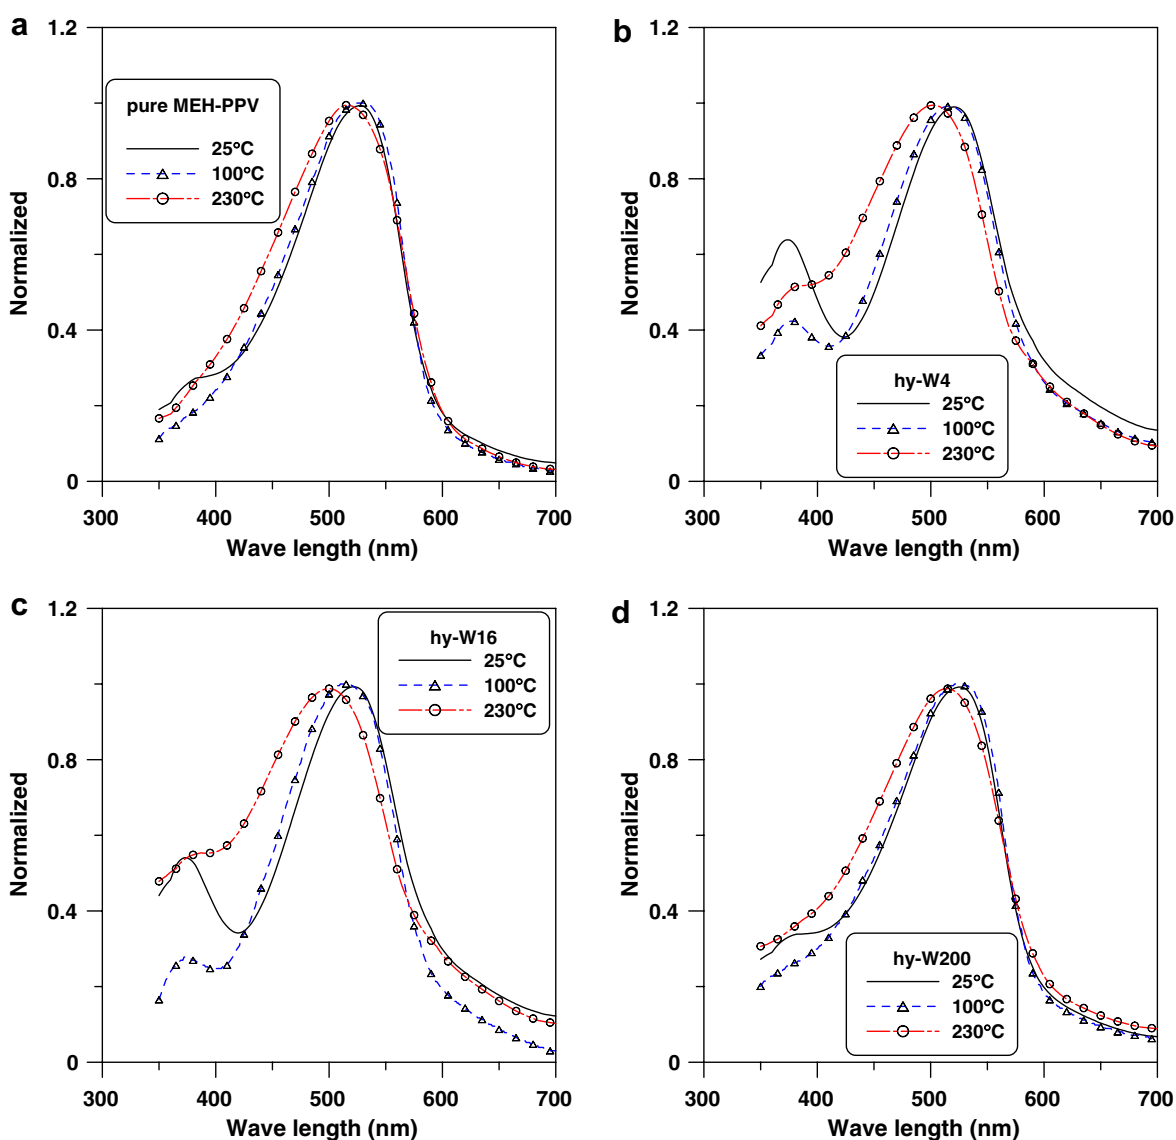 a
1.2
0.8
0.4
0
Normalized
pure MEH-PPV
25°C
100°C
230°C
300 400 500 600 700
Wave length (nm)
b
1.2
0.8
0.4
0
Normalized
hy-W4
25°C
100°C
230°C
300 400 500 600 700
Wave length (nm)
c
1.2
0.8
0.4
0
Normalized
hy-W16
25°C
100°C
230°C
300 400 500 600 700
Wave length (nm)
d
1.2
0.8
0.4
0
Normalized
hy-W200
25°C
100°C
230°C
300 400 500 600 700
Wave length (nm)